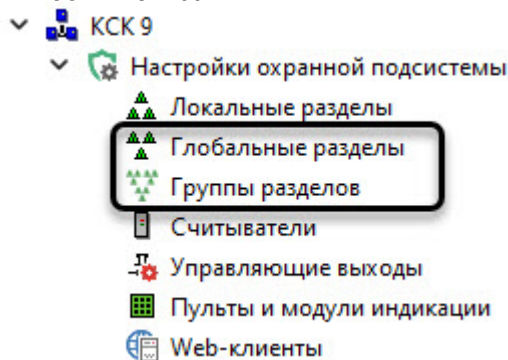 КСК 9
Настройки охранной подсистемы
Локальные разделы
Глобальные разделы
Группы разделов
Считыватели
Управляющие выходы
Пульты и модули индикации
Web-клиенты